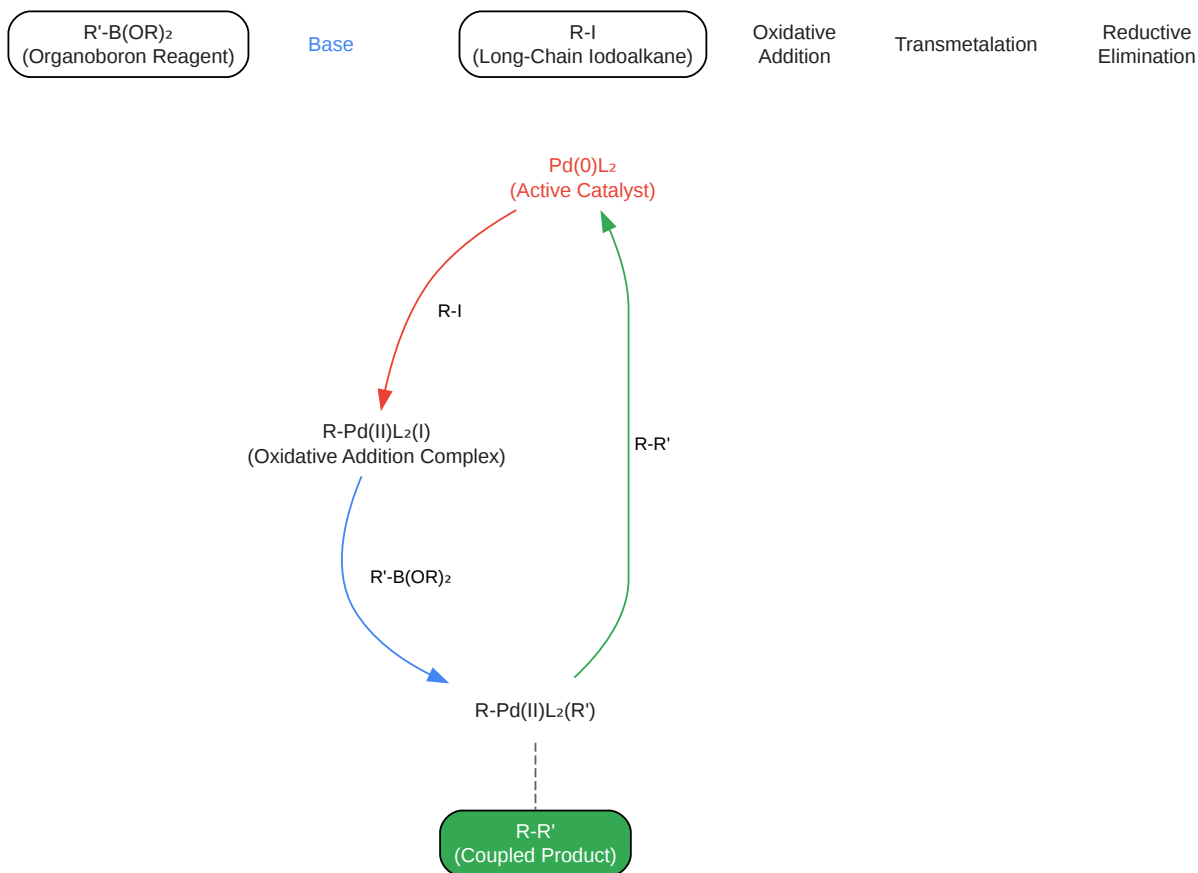 R'-B(OR)₂
(Organoboron Reagent)
Base
R-I
(Long-Chain Iodoalkane)
Oxidative
Addition
Transmetalation
Reductive
Elimination
Pd(0)L₂
(Active Catalyst)
R-I
R-Pd(II)L₂(I)
(Oxidative Addition Complex)
R-R'
R'-B(OR)₂
R-Pd(II)L₂(R')
R-R'
(Coupled Product)